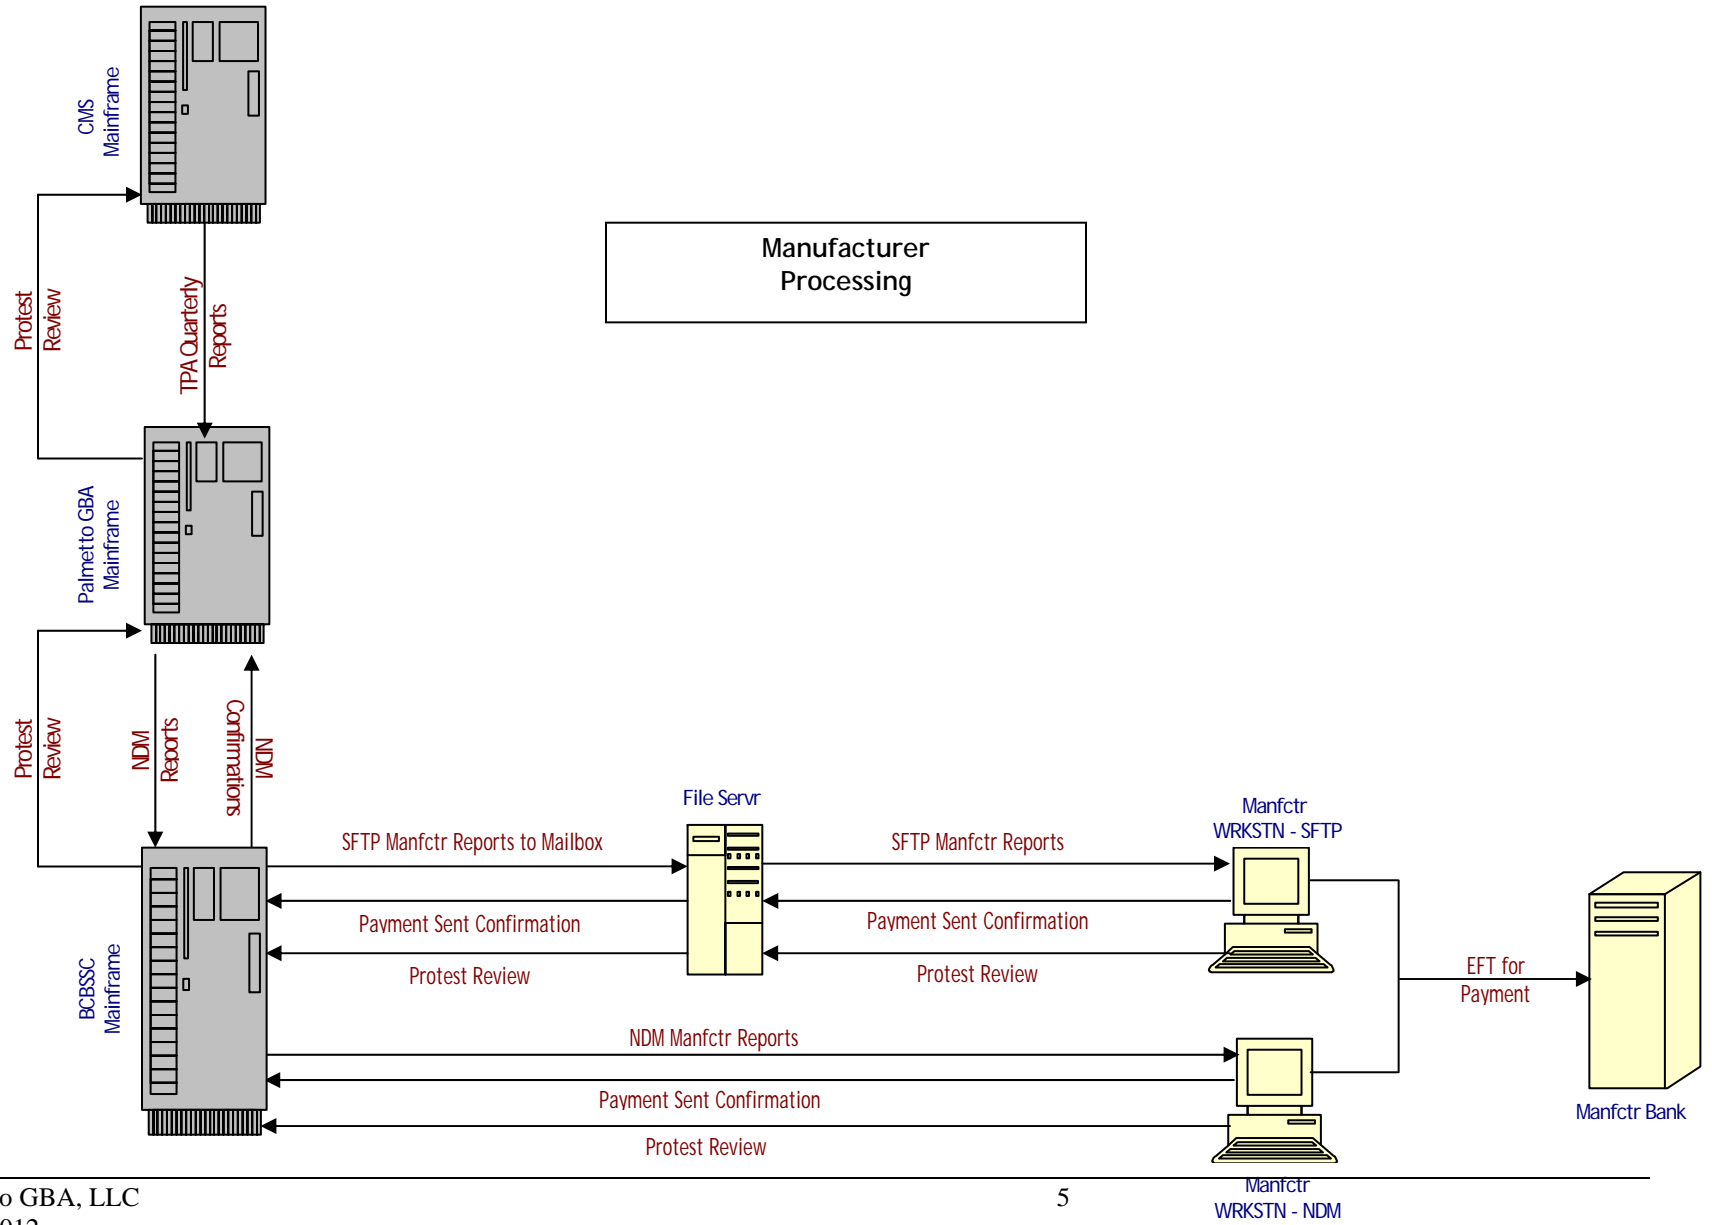 CMS
Mainframe
Manufacturer
Processing
Protest
Review
TPA Quarterly
Reports
Palmetto GBA
Mainframe
Protest
Review
NDM
Reports
NDM
Confirmations
File Servr
Manfctr
WRKSTN - SFTP
SFTP Manfctr Reports to Mailbox
SFTP Manfctr Reports
Payment Sent Confirmation
Payment Sent Confirmation
Protest Review
Protest Review
BCBSSC
Mainframe
EFT for
Payment
NDM Manfctr Reports
Payment Sent Confirmation
Protest Review
Manfctr Bank
Manfctr
WRKSTN - NDM
o GBA, LLC
5
012